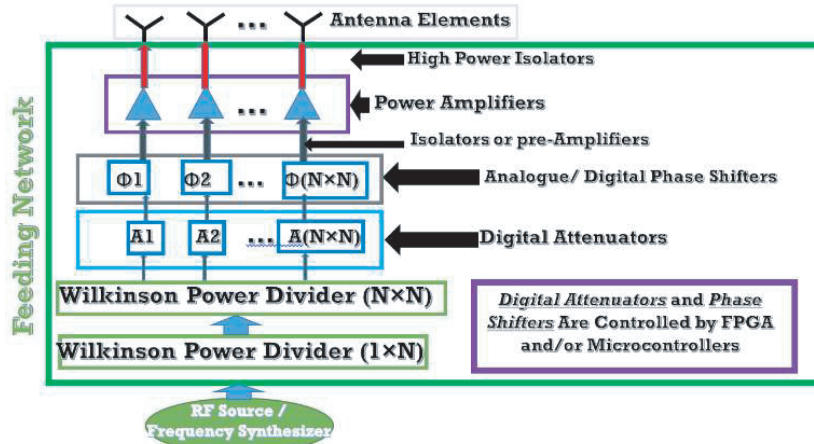 Antenna Elements
...
High Power Isolators
Power Amplifiers
...
Isolators or pre-Amplifiers
Φ1 Φ2 ... Φ(N×N)
Analogue/ Digital Phase Shifters
A1 A2 ... A(N×N)
Digital Attenuators
Feeding Network
Wilkinson Power Divider (N×N)
Wilkinson Power Divider (1×N)
Digital Attenuators and Phase
Shifters Are Controlled by FPGA
and/or Microcontrollers
RF Source /
Frequency Synthesizer